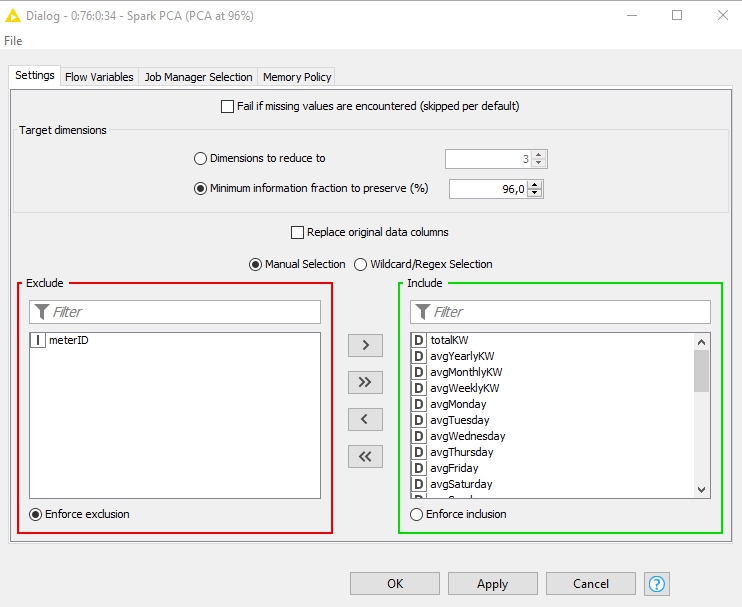 Dialog - 0:76:0:34 - Spark PCA (PCA at 96%)
File
Settings Flow Variables Job Manager Selection Memory Policy
Fail if missing values are encountered (skipped per default)
Target dimensions
Dimensions to reduce to 3
Minimum information fraction to preserve (%) 96,0
Replace original data columns
Manual Selection Wildcard/Regex Selection
Exclude
Filter
I meterID
Enforce exclusion
>
>>
<
<<
Include
Filter
D totalKW
D avgYearlyKW
D avgMonthlyKW
D avgWeeklyKW
D avgMonday
D avgTuesday
D avgWednesday
D avgThursday
D avgFriday
D avgSaturday
Enforce inclusion
OK Apply Cancel ?